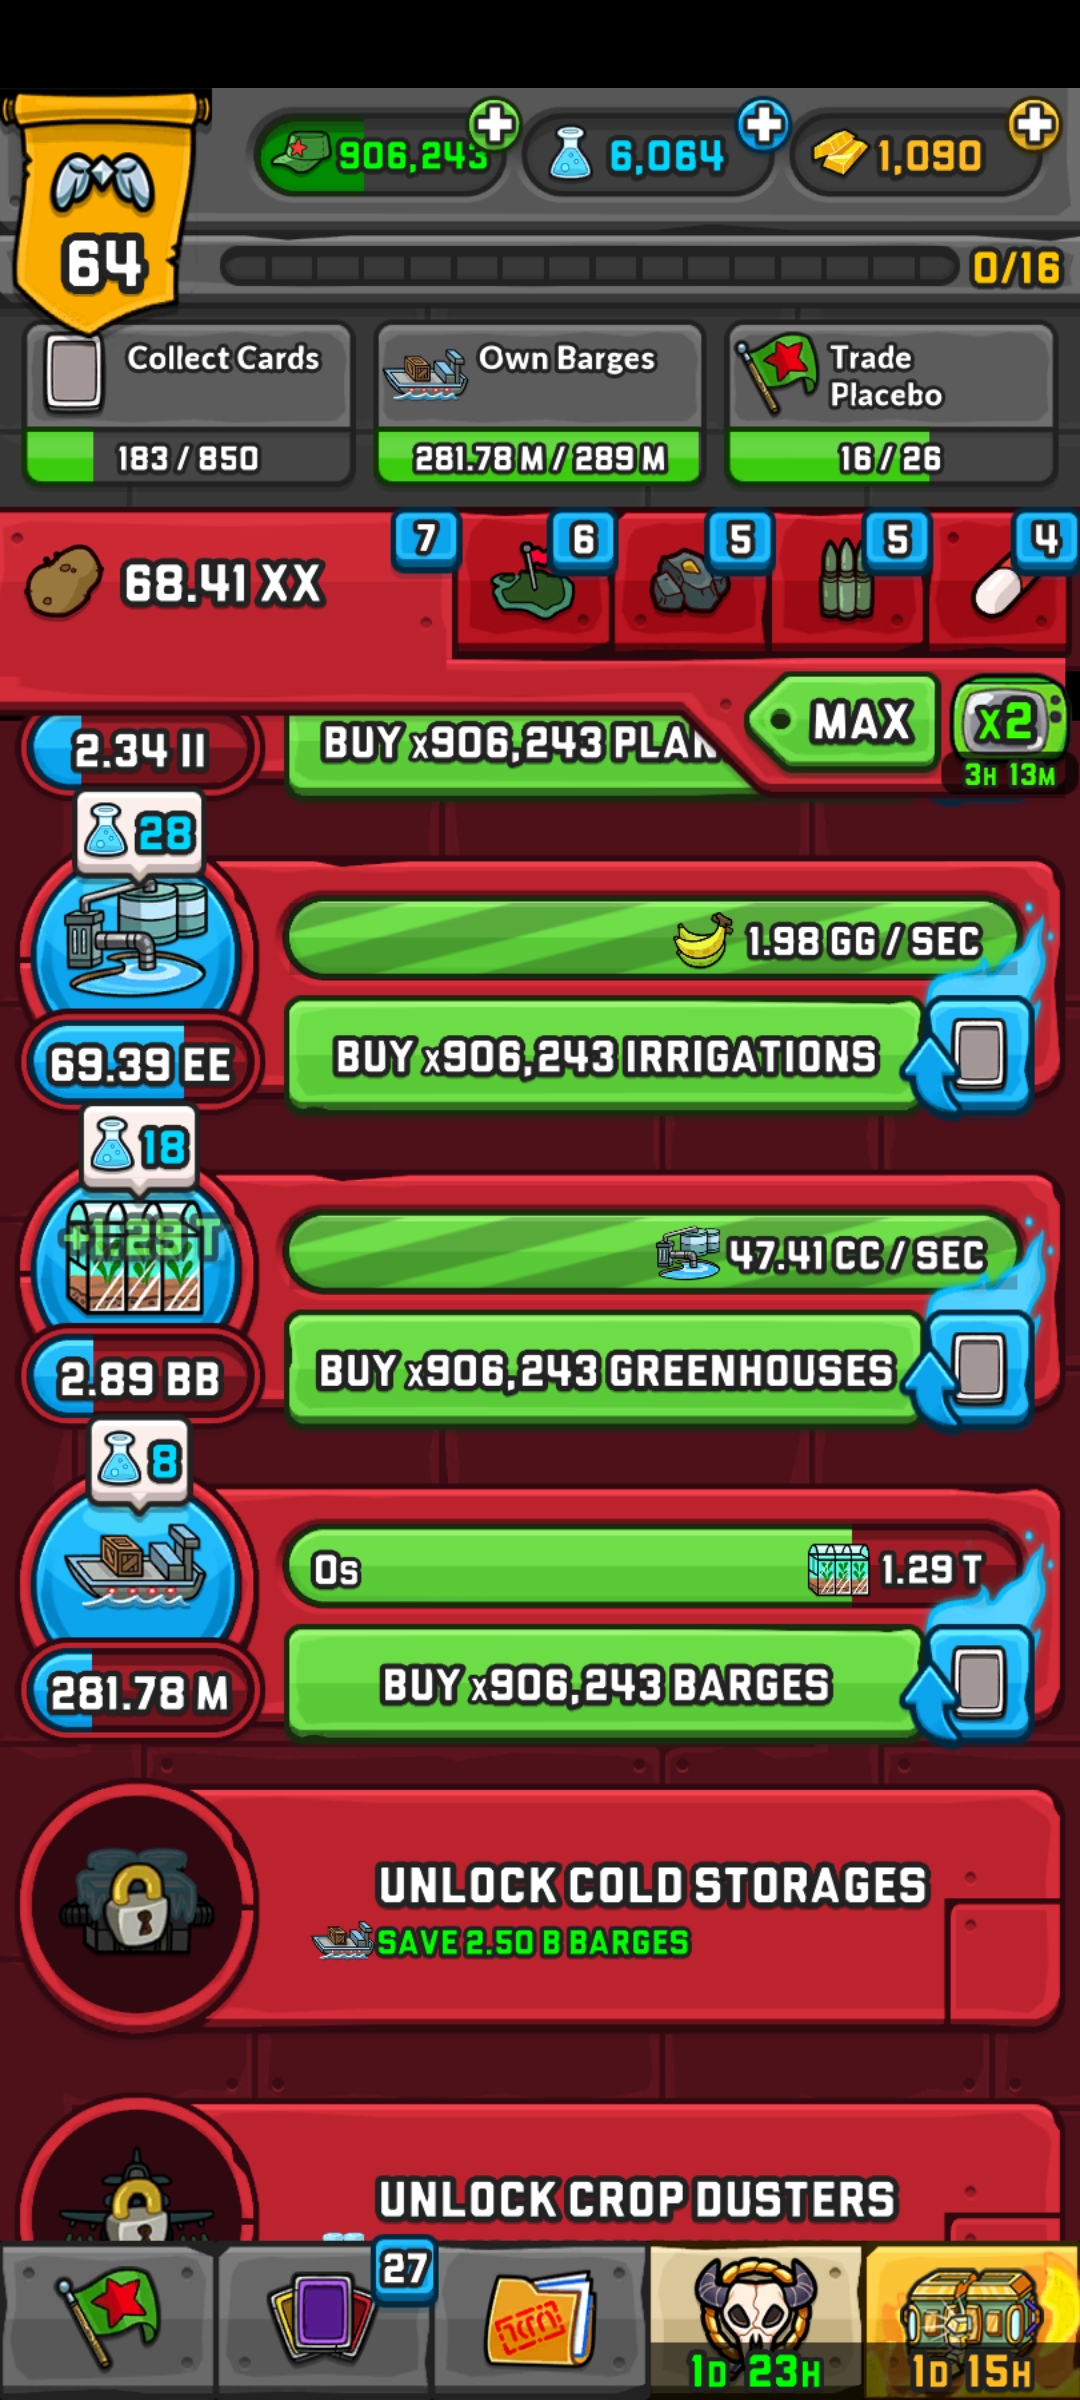 906,243
6,064
1,090
64
0/16
Collect Cards
183 / 850
Own Barges
281.78 M / 289 M
Trade
Placebo
16 / 26
68.41 XX
7
6
5
5
4
MAX
x2
3H 13M
2.34 II
BUY x906,243 PLAN
28
1.98 GG / SEC
69.39 EE
BUY x906,243 IRRIGATIONS
18
+1.29 T
47.41 CC / SEC
2.89 BB
BUY x906,243 GREENHOUSES
8
0s
1.29 T
281.78 M
BUY x906,243 BARGES
UNLOCK COLD STORAGES
SAVE 2.50 B BARGES
UNLOCK CROP DUSTERS
27
1D 23H
1D 15H